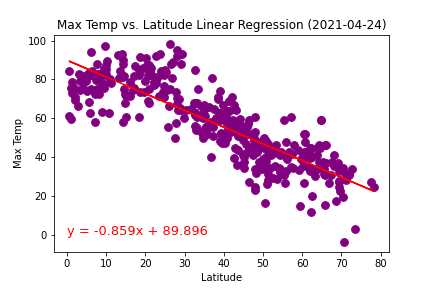 Max Temp vs. Latitude Linear Regression (2021-04-24)
100
80
60
40
20
0
Max Temp
y = -0.859x + 89.896
0 10 20 30 40 50 60 70 80
Latitude